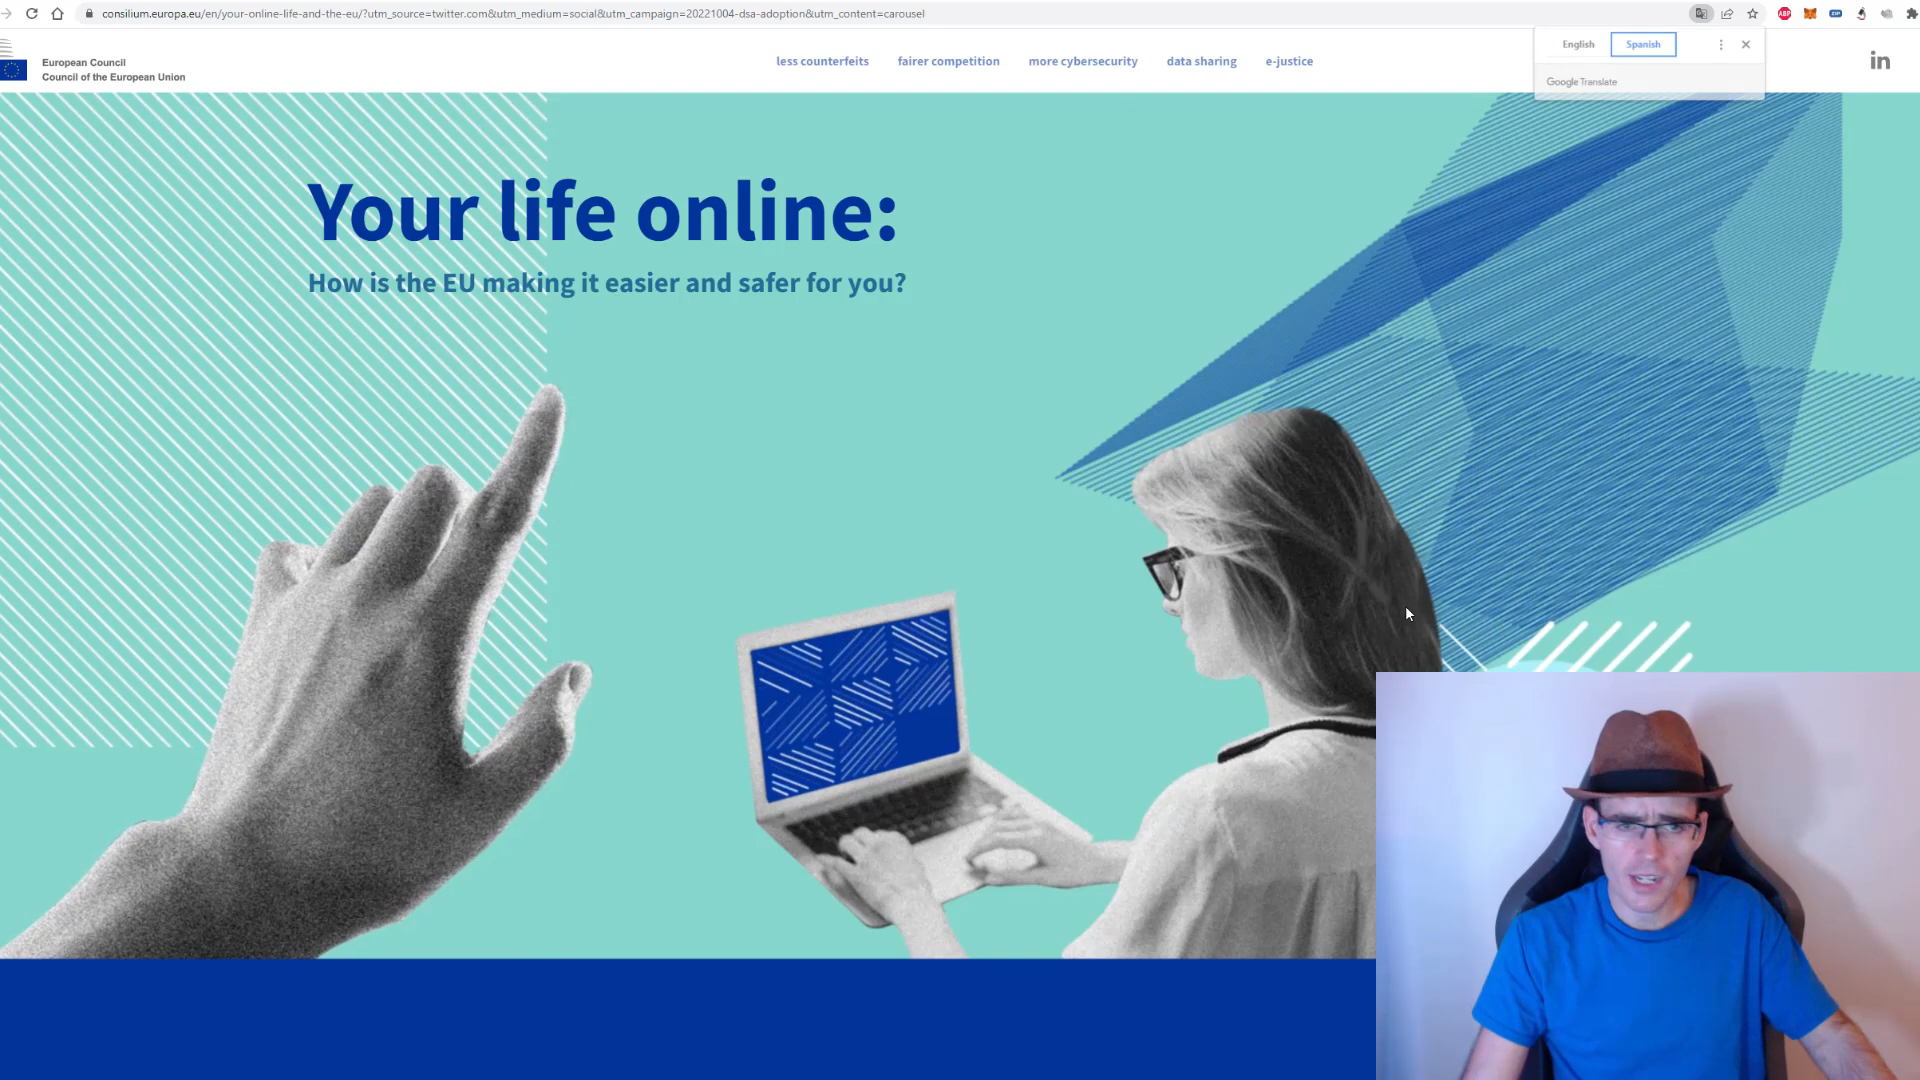 consilium.europa.eu/en/your-online-life-and-the-eu/?utm_source=twitter.com&utm_medium=social&utm_campaign=20221004-dsa-adoption&utm_content=carousel
ABP
ZIP
English
Spanish
Google Translate
European Council
Council of the European Union
less counterfeits
fairer competition
more cybersecurity
data sharing
e-justice
in
Your life online:
How is the EU making it easier and safer for you?